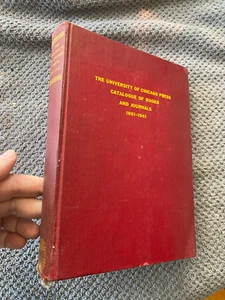 THE UNIVERSITY OF CHICAGO PRESS
CATALOGUE OF BOOKS
AND JOURNALS
1891-1941